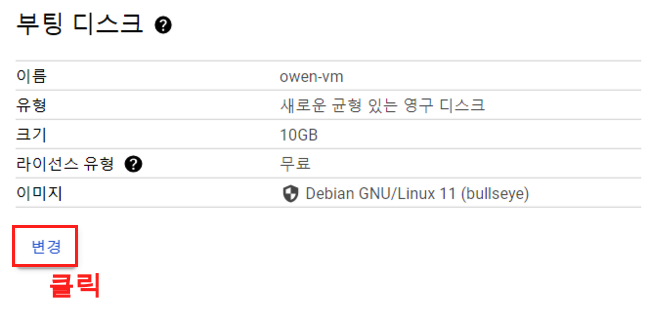 부팅 디스크 ?
이름 owen-vm
유형 새로운 균형 있는 영구 디스크
크기 10GB
라이선스 유형 ? 무료
이미지 Debian GNU/Linux 11 (bullseye)
변경
클릭